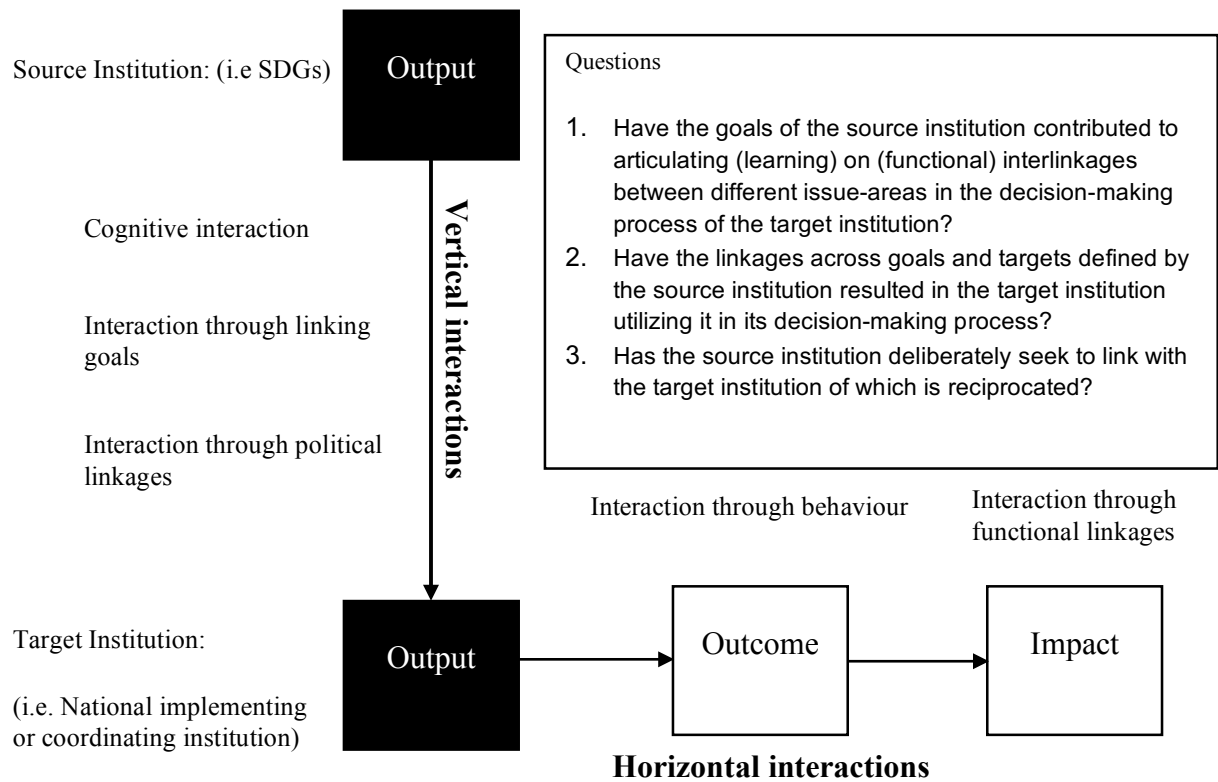 Source Institution: (i.e SDGs)
Output
Questions
1. Have the goals of the source institution contributed to
articulating (learning) on (functional) interlinkages
between different issue-areas in the decision-making
process of the target institution?
2. Have the linkages across goals and targets defined by
the source institution resulted in the target institution
utilizing it in its decision-making process?
3. Has the source institution deliberately seek to link with
the target institution of which is reciprocated?
Cognitive interaction
Interaction through linking
goals
Interaction through political
linkages
Vertical interactions
Interaction through behaviour
Interaction through
functional linkages
Target Institution:
(i.e. National implementing
or coordinating institution)
Output
Outcome
Impact
Horizontal interactions